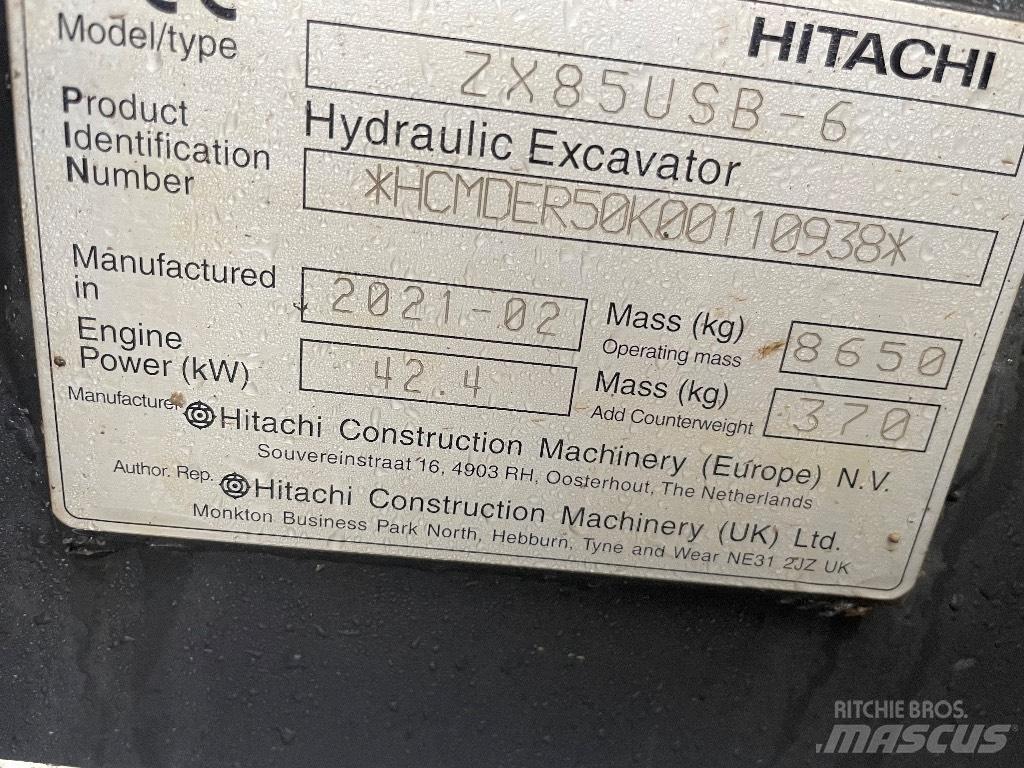 CE
HITACHI
Model/type ZX85USB-6
Hydraulic Excavator
Product
Identification
Number *HCMDER50K00110938*
Manufactured
in 2021-02
Mass (kg)
Operating mass 8650
Engine
Power (kW) 42.4
Mass (kg)
Add Counterweight 370
Manufacturer Hitachi Construction Machinery (Europe) N.V.
Souvereinstraat 16, 4903 RH, Oosterhout, The Netherlands
Author. Rep. Hitachi Construction Machinery (UK) Ltd.
Monkton Business Park North, Hebburn, Tyne and Wear NE31 2JZ UK
RITCHIE BROS.
MASCUS